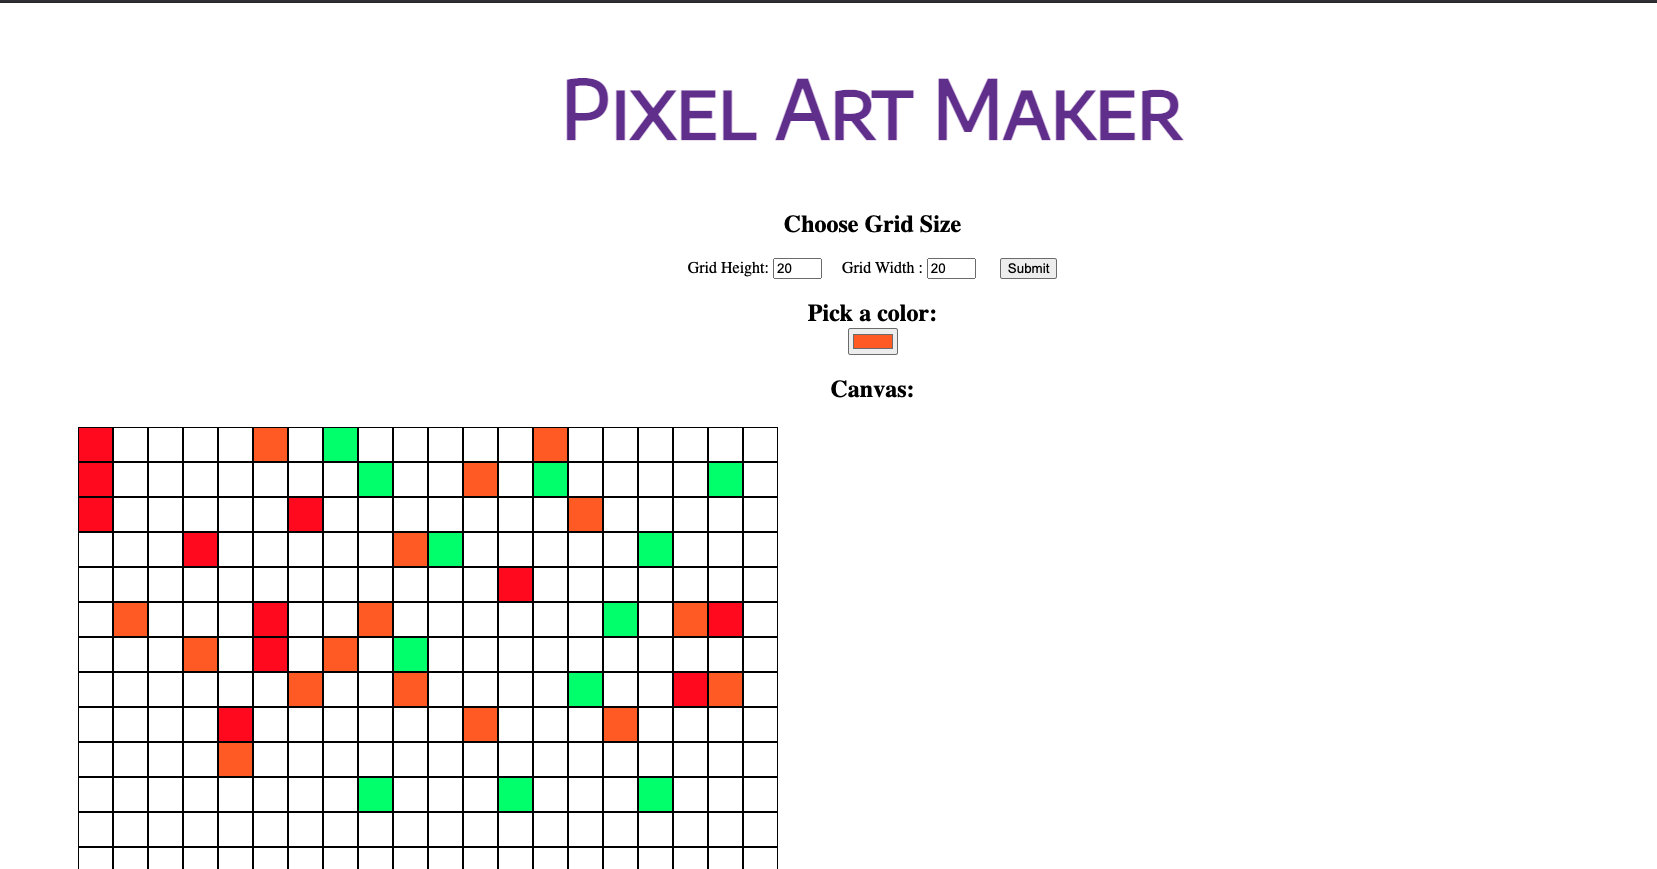 Pixel Art Maker
Choose Grid Size
Grid Height: 20 Grid Width : 20 Submit
Pick a color:
Canvas: